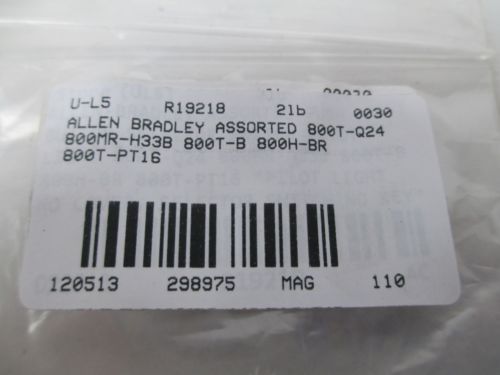 U-L5 R19218 2lb 0030
ALLEN BRADLEY ASSORTED 800T-Q24
800MR-H33B 800T-B 800H-BR
800T-PT16
120513 298975 MAG 110